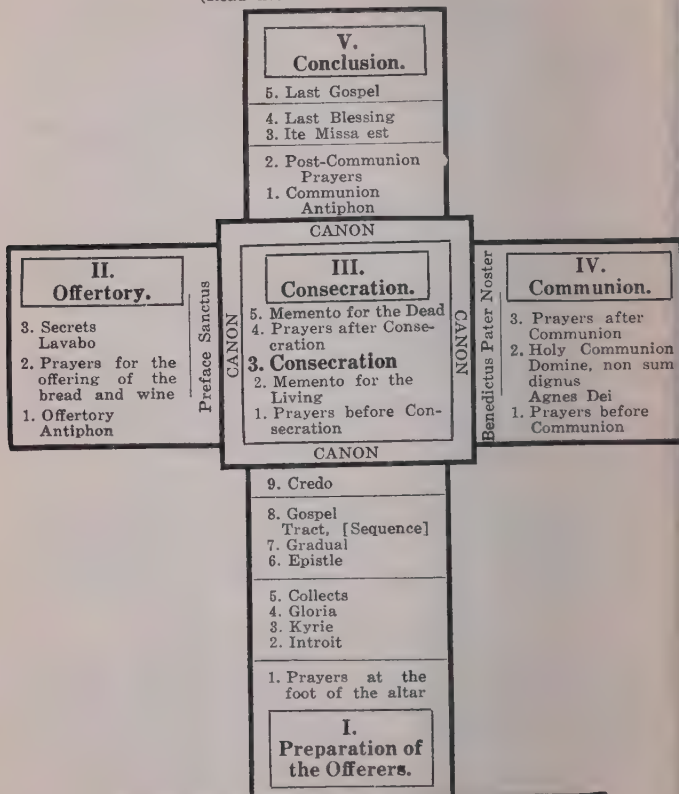 V.
Conclusion.
5. Last Gospel
4. Last Blessing
3. Ite Missa est
2. Post-Communion
Prayers
1. Communion
Antiphon
CANON
II.
Offertory.
3. Secrets
Lavabo
2. Prayers for the
offering of the
bread and wine
1. Offertory
Antiphon
Preface Sanctus
CANON
III.
Consecration.
5. Memento for the Dead
4. Prayers after Conse-
cration
3. Consecration
2. Memento for the
Living
1. Prayers before Con-
secration
CANON
Benedictus Pater Noster
IV.
Communion.
3. Prayers after
Communion
2. Holy Communion
Domine, non sum
dignus
Agnes Dei
1. Prayers before
Communion
CANON
9. Credo
8. Gospel
Tract, [Sequence]
7. Gradual
6. Epistle
5. Collects
4. Gloria
3. Kyrie
2. Introit
1. Prayers at the
foot of the altar
I.
Preparation of
the Offerers.